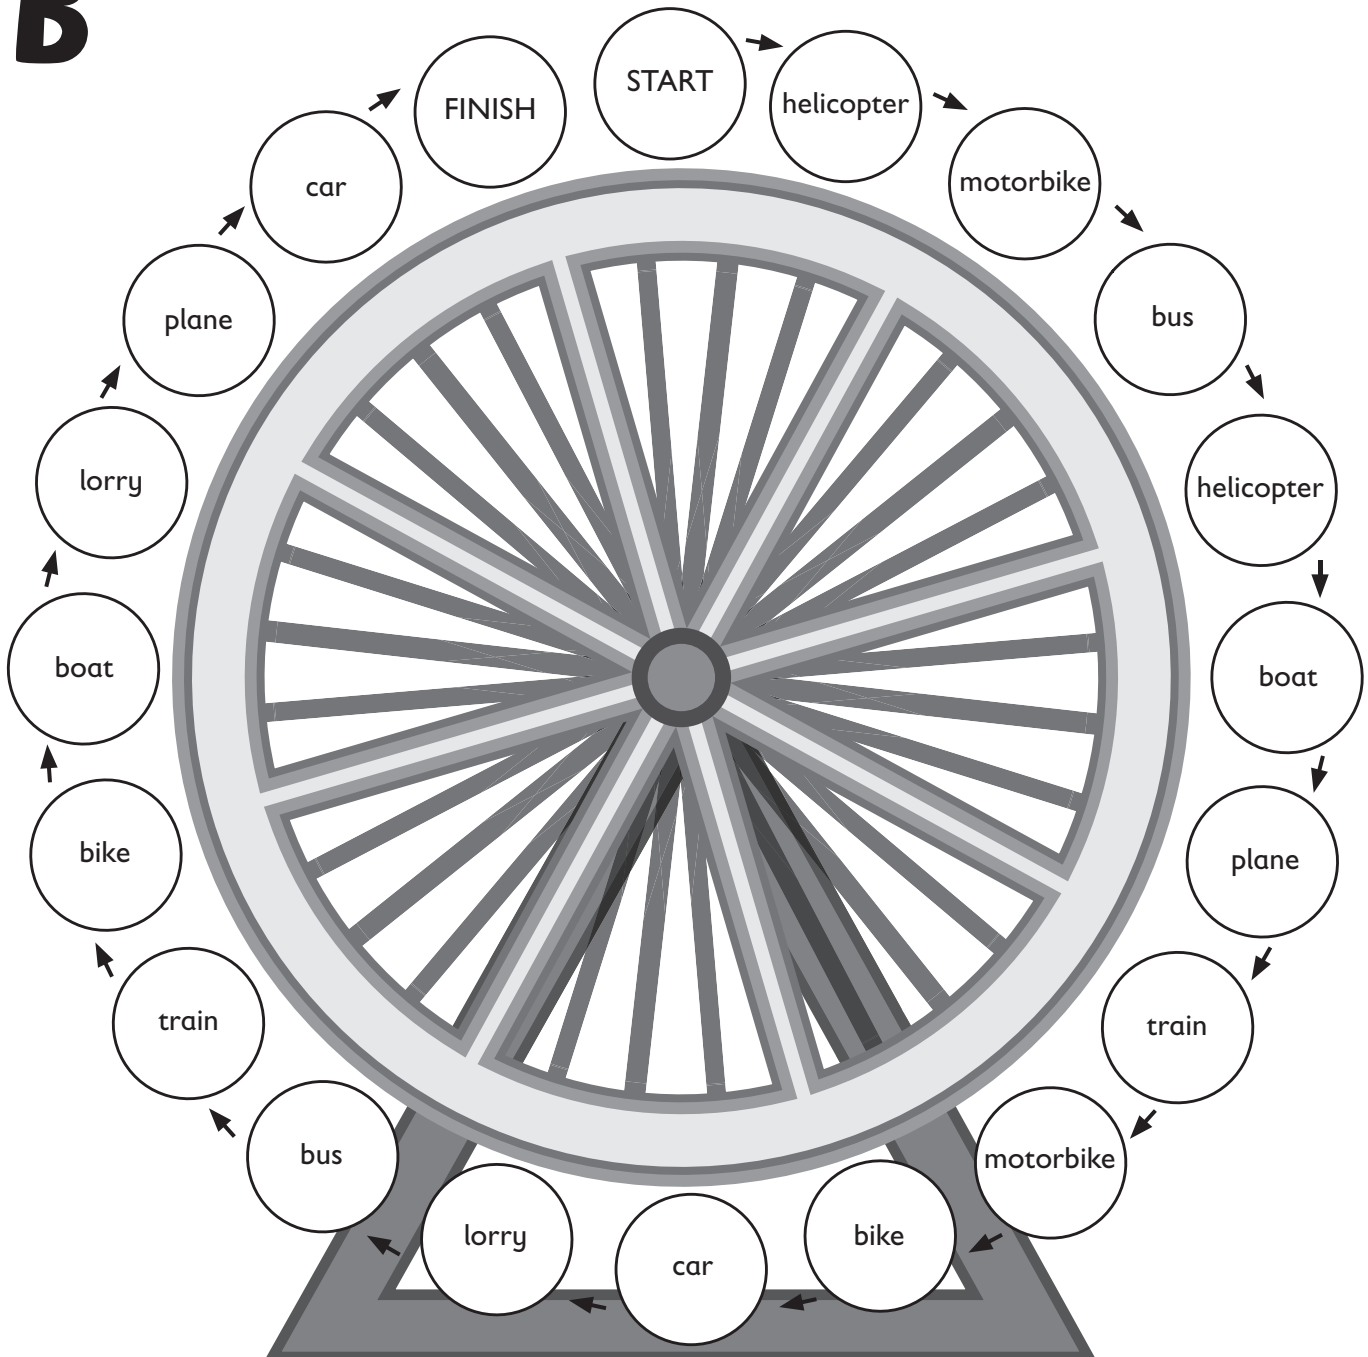 B
START
helicopter
motorbike
bus
helicopter
boat
plane
train
motorbike
bike
car
lorry
bus
train
bike
boat
lorry
plane
car
FINISH